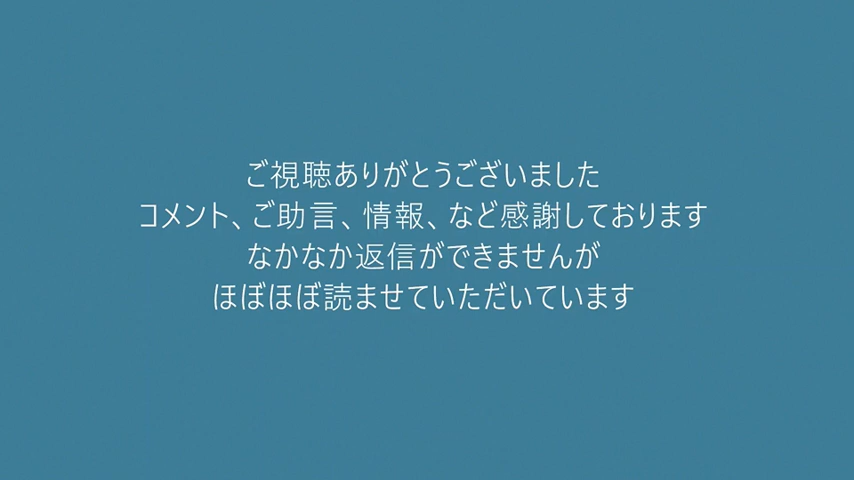 ご視聴ありがとうございました
コメント、ご助言、情報、など感謝しております
なかなか返信ができませんが
ほぼほぼ読ませていただいています